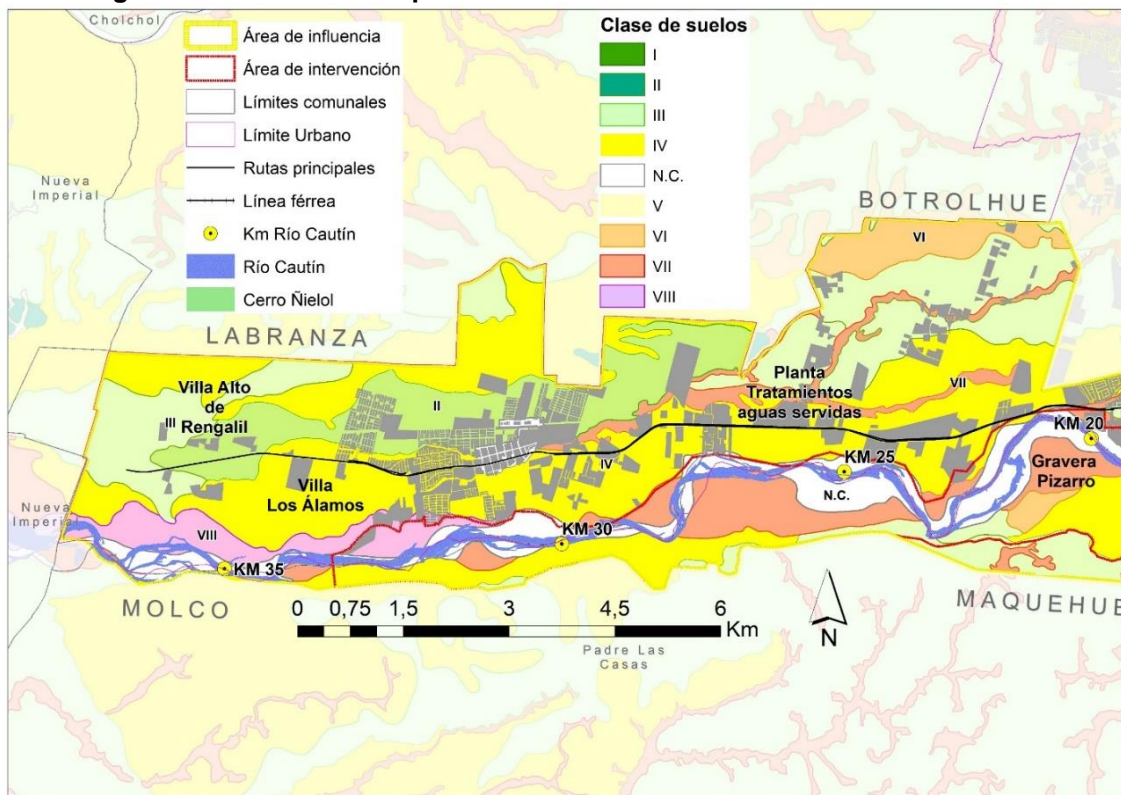 Cholchol
Área de influencia
Área de intervención
Límites comunales
Límite Urbano
Rutas principales
Línea férrea
Km Río Cautín
Río Cautín
Cerro Ñielol
Clase de suelos
I
II
III
IV
N.C.
V
VI
VII
VIII
Nueva
Imperial
BOTROLHUE
VI
LABRANZA
Villa Alto
de
Rengalil
III
II
Planta
Tratamientos
aguas servidas
VII
KM 20
Gravera
Pizarro
KM 25
N.C.
IV
Villa
Los Álamos
Nueva
Imperial
VIII
KM 30
KM 35
MOLCO
MAQUEHUE
0 0,75 1,5 3 4,5 6
Km
Padre Las
Casas
N